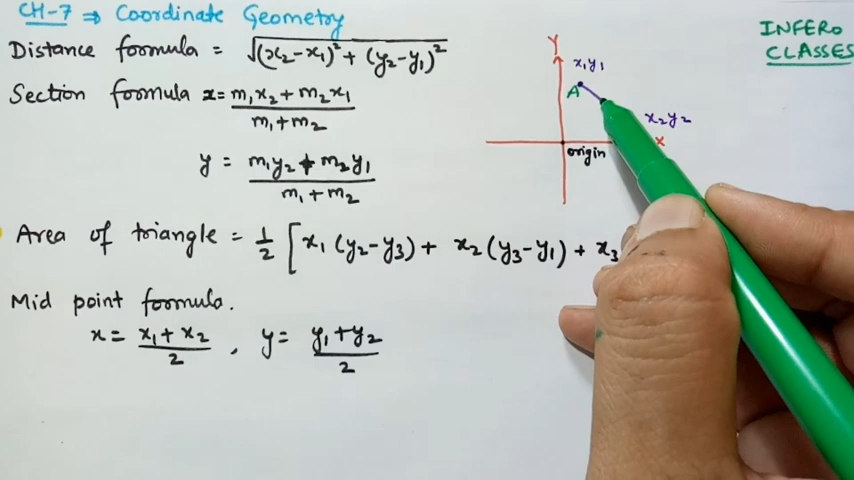 CH-7 ⇒ Coordinate Geometry
INFERO
CLASSES
Distance formula = √(x₂-x₁)² + (y₂-y₁)²
Section formula x = m₁x₂ + m₂x₁ / m₁ + m₂
y = m₁y₂ + m₂y₁ / m₁ + m₂
Area of triangle = 1/2 [x₁ (y₂-y₃) + x₂ (y₃-y₁) + x₃
Mid point formula.
x = x₁ + x₂ / 2 , y = y₁ + y₂ / 2
Y
x₁y₁
A
x₂y₂
X
origin